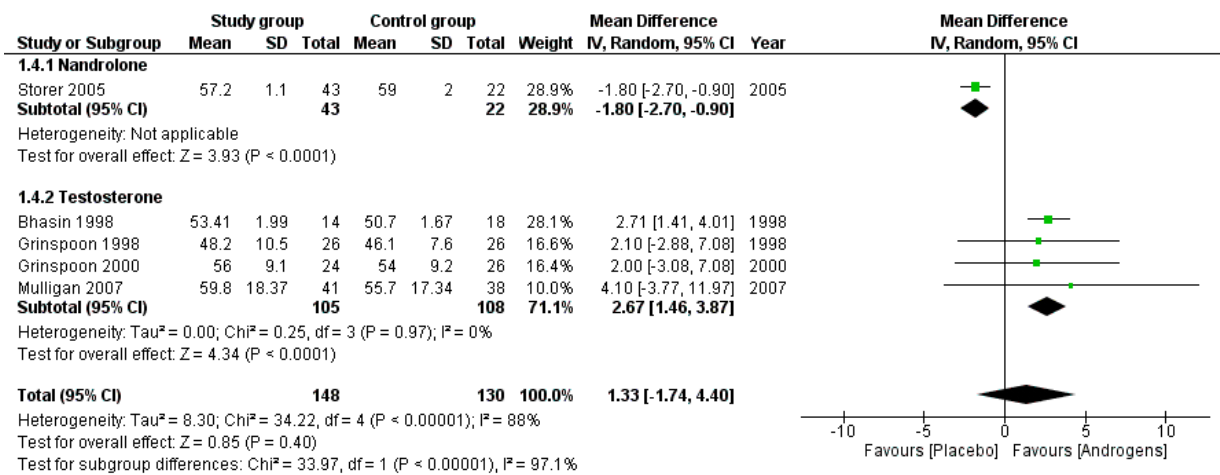 Study group Control group Mean Difference Mean Difference
Study or Subgroup Mean SD Total Mean SD Total Weight IV, Random, 95% CI Year IV, Random, 95% CI
1.4.1 Nandrolone
Storer 2005 57.2 1.1 43 59 2 22 28.9% -1.80 [-2.70, -0.90] 2005
Subtotal (95% CI) 43 22 28.9% -1.80 [-2.70, -0.90]
Heterogeneity: Not applicable
Test for overall effect: Z = 3.93 (P < 0.0001)
1.4.2 Testosterone
Bhasin 1998 53.41 1.99 14 50.7 1.67 18 28.1% 2.71 [1.41, 4.01] 1998
Grinspoon 1998 48.2 10.5 26 46.1 7.6 26 16.6% 2.10 [-2.88, 7.08] 1998
Grinspoon 2000 56 9.1 24 54 9.2 26 16.4% 2.00 [-3.08, 7.08] 2000
Mulligan 2007 59.8 18.37 41 55.7 17.34 38 10.0% 4.10 [-3.77, 11.97] 2007
Subtotal (95% CI) 105 108 71.1% 2.67 [1.46, 3.87]
Heterogeneity: Tau² = 0.00; Chi² = 0.25, df = 3 (P = 0.97); I² = 0%
Test for overall effect: Z = 4.34 (P < 0.0001)
Total (95% CI) 148 130 100.0% 1.33 [-1.74, 4.40]
Heterogeneity: Tau² = 8.30; Chi² = 34.22, df = 4 (P < 0.00001); I² = 88%
Test for overall effect: Z = 0.85 (P = 0.40)
Test for subgroup differences: Chi² = 33.97, df = 1 (P < 0.00001), I² = 97.1%
-10 -5 0 5 10
Favours [Placebo] Favours [Androgens]